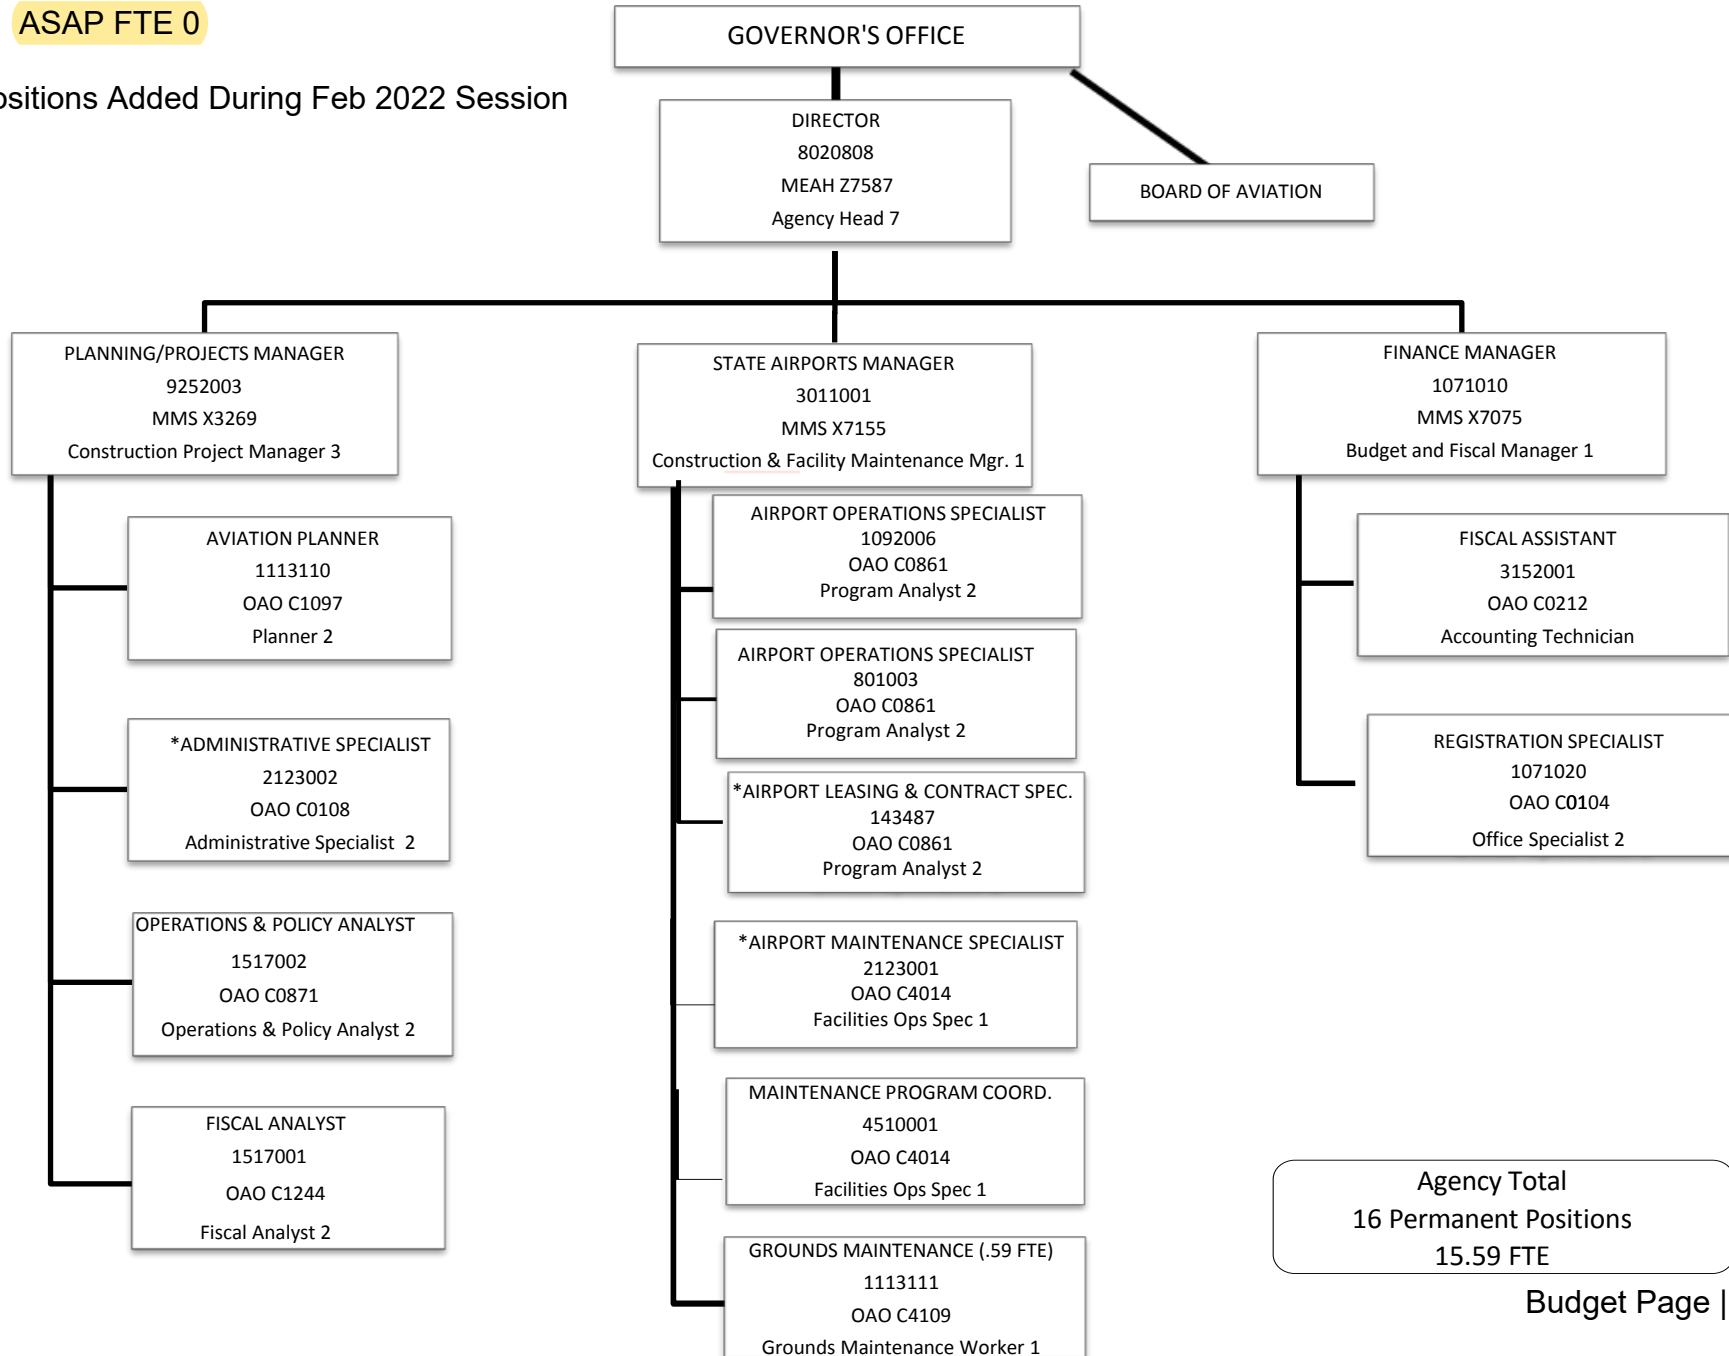 ASAP FTE 0
ositions Added During Feb 2022 Session
GOVERNOR'S OFFICE
DIRECTOR
8020808
MEAH Z7587
Agency Head 7
BOARD OF AVIATION
PLANNING/PROJECTS MANAGER
9252003
MMS X3269
Construction Project Manager 3
AVIATION PLANNER
1113110
OAO C1097
Planner 2
*ADMINISTRATIVE SPECIALIST
2123002
OAO C0108
Administrative Specialist 2
OPERATIONS & POLICY ANALYST
1517002
OAO C0871
Operations & Policy Analyst 2
FISCAL ANALYST
1517001
OAO C1244
Fiscal Analyst 2
STATE AIRPORTS MANAGER
3011001
MMS X7155
Construction & Facility Maintenance Mgr. 1
AIRPORT OPERATIONS SPECIALIST
1092006
OAO C0861
Program Analyst 2
AIRPORT OPERATIONS SPECIALIST
801003
OAO C0861
Program Analyst 2
*AIRPORT LEASING & CONTRACT SPEC.
143487
OAO C0861
Program Analyst 2
*AIRPORT MAINTENANCE SPECIALIST
2123001
OAO C4014
Facilities Ops Spec 1
MAINTENANCE PROGRAM COORD.
4510001
OAO C4014
Facilities Ops Spec 1
GROUNDS MAINTENANCE (.59 FTE)
1113111
OAO C4109
Grounds Maintenance Worker 1
FINANCE MANAGER
1071010
MMS X7075
Budget and Fiscal Manager 1
FISCAL ASSISTANT
3152001
OAO C0212
Accounting Technician
REGISTRATION SPECIALIST
1071020
OAO C0104
Office Specialist 2
Agency Total
16 Permanent Positions
15.59 FTE
Budget Page |